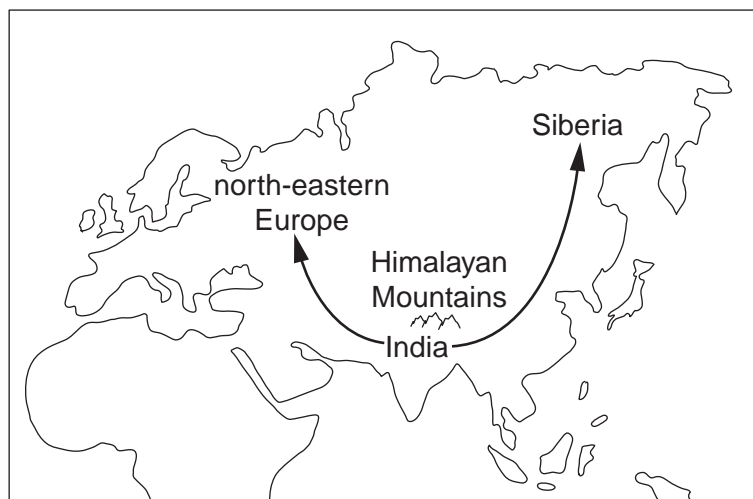 Siberia
north-eastern
Europe
Himalayan
Mountains
India